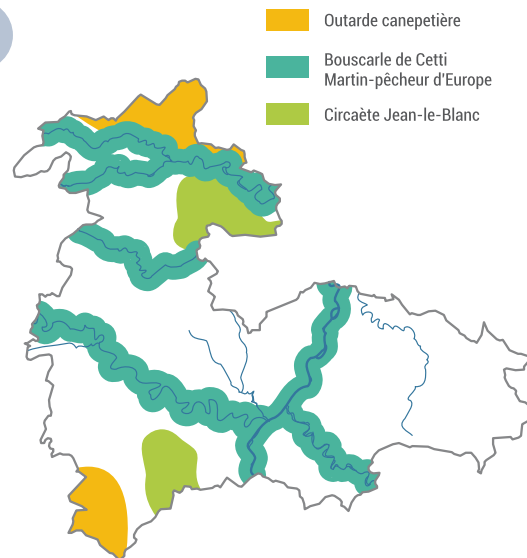 Outarde canepetière
Bouscarle de Cetti
Martin-pêcheur d'Europe
Circaète Jean-le-Blanc